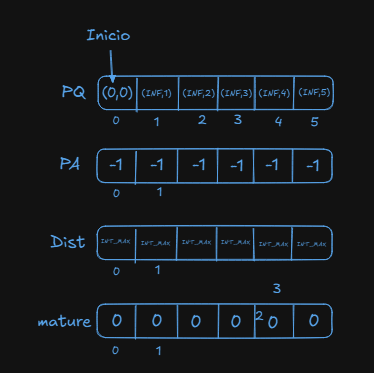 Inicio
PQ (0,0) (INF,1) (INF,2) (INF,3) (INF,4) (INF,5)
0 1 2 3 4 5
PA -1 -1 -1 -1 -1 -1
0 1
Dist INT_MAX INT_MAX INT_MAX INT_MAX INT_MAX INT_MAX
0 1
3
mature 0 0 0 0 2 0 0
0 1